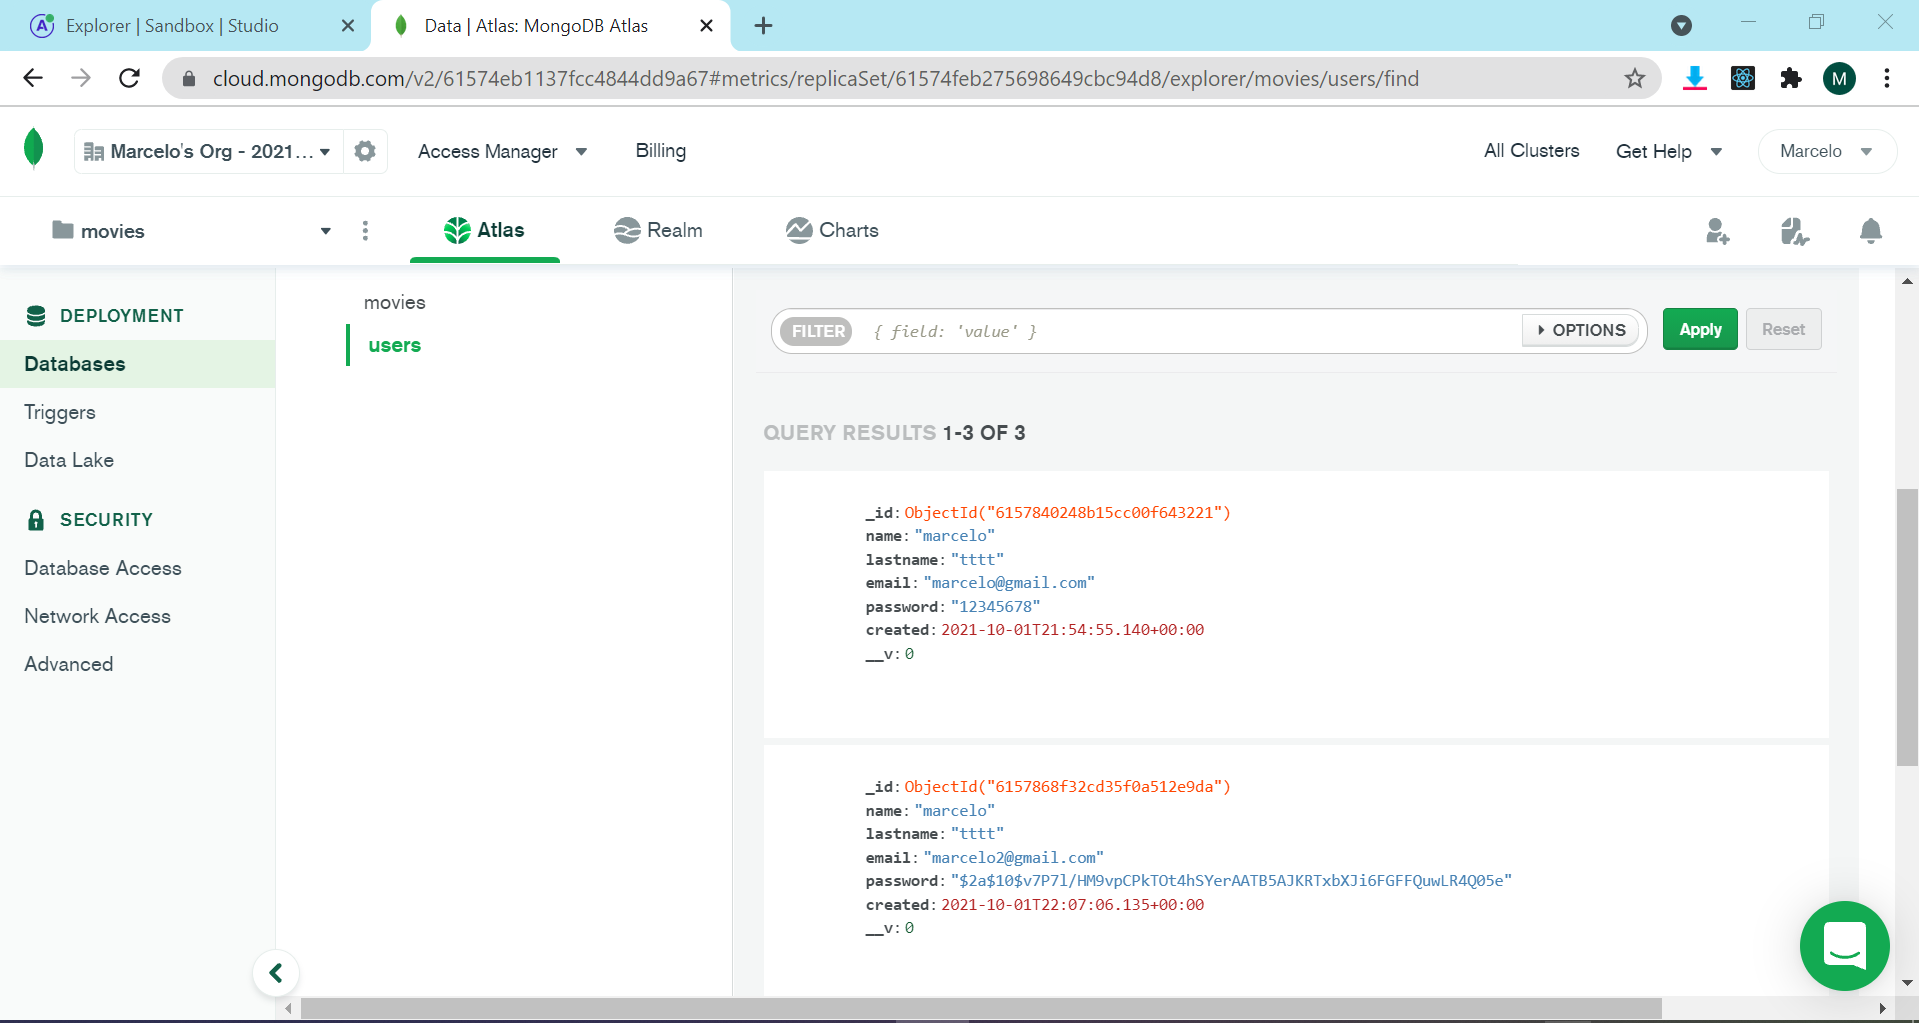 Explorer | Sandbox | Studio
Data | Atlas: MongoDB Atlas
cloud.mongodb.com/v2/61574eb1137fcc4844dd9a67#metrics/replicaSet/61574feb275698649cbc94d8/explorer/movies/users/find
M
Marcelo's Org - 2021...
Access Manager
Billing
All Clusters
Get Help
Marcelo
movies
Atlas
Realm
Charts
DEPLOYMENT
Databases
Triggers
Data Lake
SECURITY
Database Access
Network Access
Advanced
movies
users
FILTER
{ field: 'value' }
OPTIONS
Apply
Reset
QUERY RESULTS 1-3 OF 3
_id: ObjectId("6157840248b15cc00f643221")
name: "marcelo"
lastname: "tttt"
email: "marcelo@gmail.com"
password: "12345678"
created: 2021-10-01T21:54:55.140+00:00
__v: 0
_id: ObjectId("6157868f32cd35f0a512e9da")
name: "marcelo"
lastname: "tttt"
email: "marcelo2@gmail.com"
password: "$2a$10$v7P7l/HM9vpCPkTOt4hSYerAATB5AJKRTxbXJi6FGFFQuwLR4Q05e"
created: 2021-10-01T22:07:06.135+00:00
__v: 0